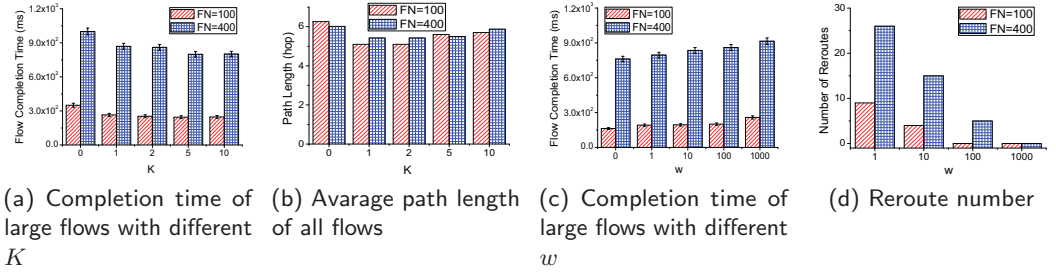 1.2x10³
9.0x10²
6.0x10²
3.0x10²
0.0
Flow Completion Time (ms)
FN=100
FN=400
0 1 2 5 10
K
6
4
2
0
Path Length (hop)
FN=100
FN=400
0 1 2 5 10
K
1.2x10³
9.0x10²
6.0x10²
3.0x10²
0.0
Flow Completion Time (ms)
FN=100
FN=400
0 1 10 100 1000
w
30
20
10
0
Number of Reroutes
FN=100
FN=400
1 10 100 1000
w
(a) Completion time of
large flows with different
K
(b) Avarage path length
of all flows
(c) Completion time of
large flows with different
w
(d) Reroute number